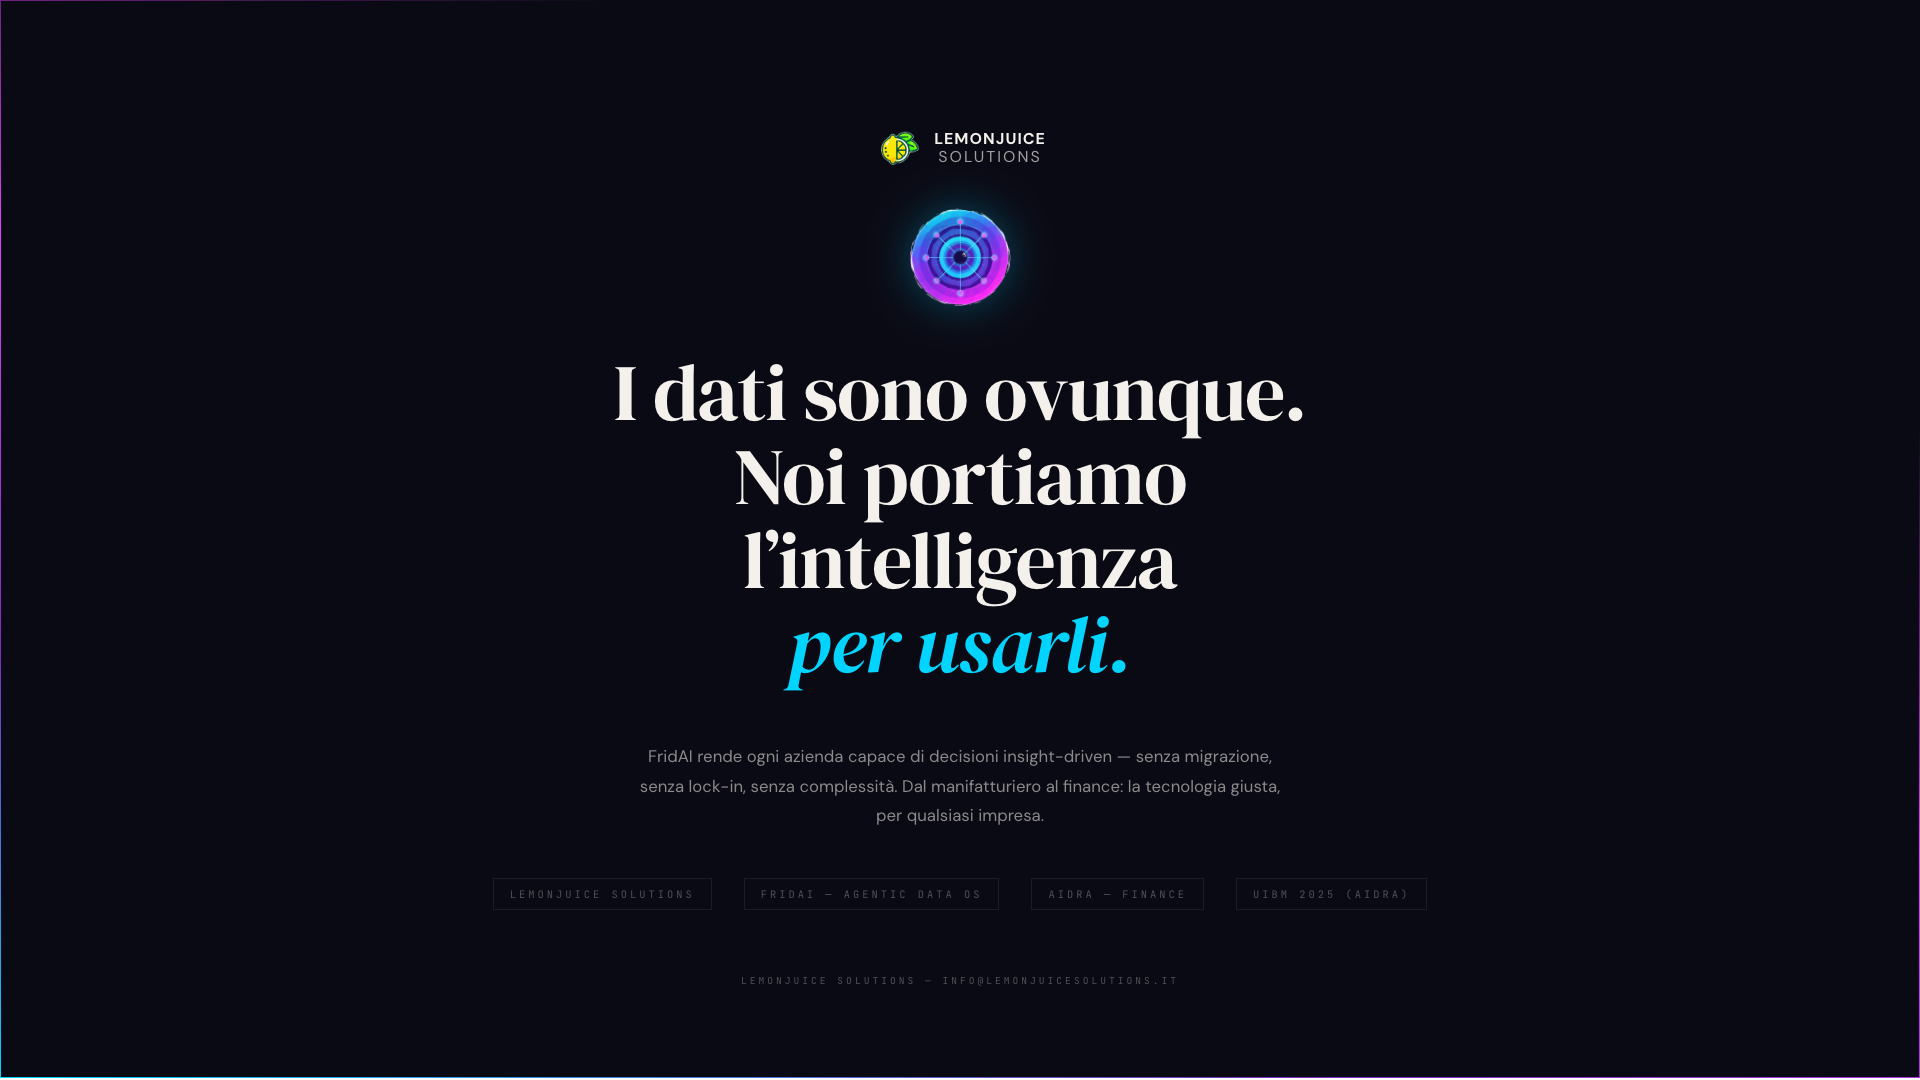 LEMONJUICE
SOLUTIONS
I dati sono ovunque.
Noi portiamo
l’intelligenza
per usarli.
FridAI rende ogni azienda capace di decisioni insight-driven — senza migrazione,
senza lock-in, senza complessità. Dal manifatturiero al finance: la tecnologia giusta,
per qualsiasi impresa.
LEMONJUICE SOLUTIONS
FRIDAI — AGENTIC DATA OS
AIDRA — FINANCE
UIBM 2025 (AIDRA)
LEMONJUICE SOLUTIONS — INFO@LEMONJUICESOLUTIONS.IT